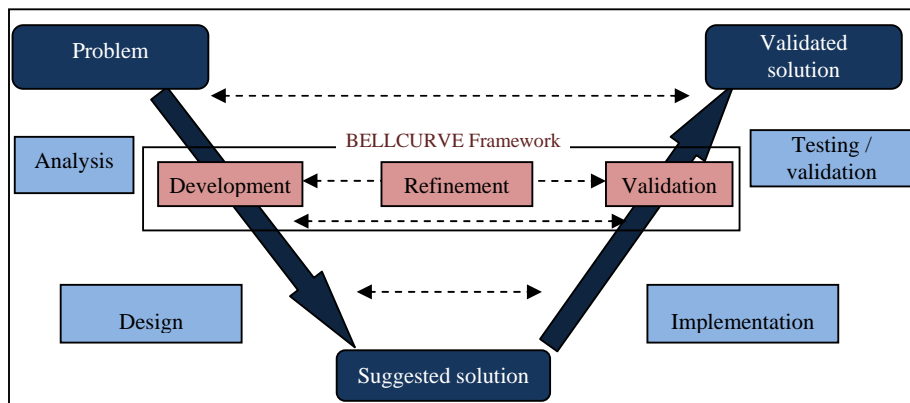 Problem
Validated
solution
BELLCURVE Framework
Analysis
Testing /
validation
Development
Refinement
Validation
Design
Implementation
Suggested solution